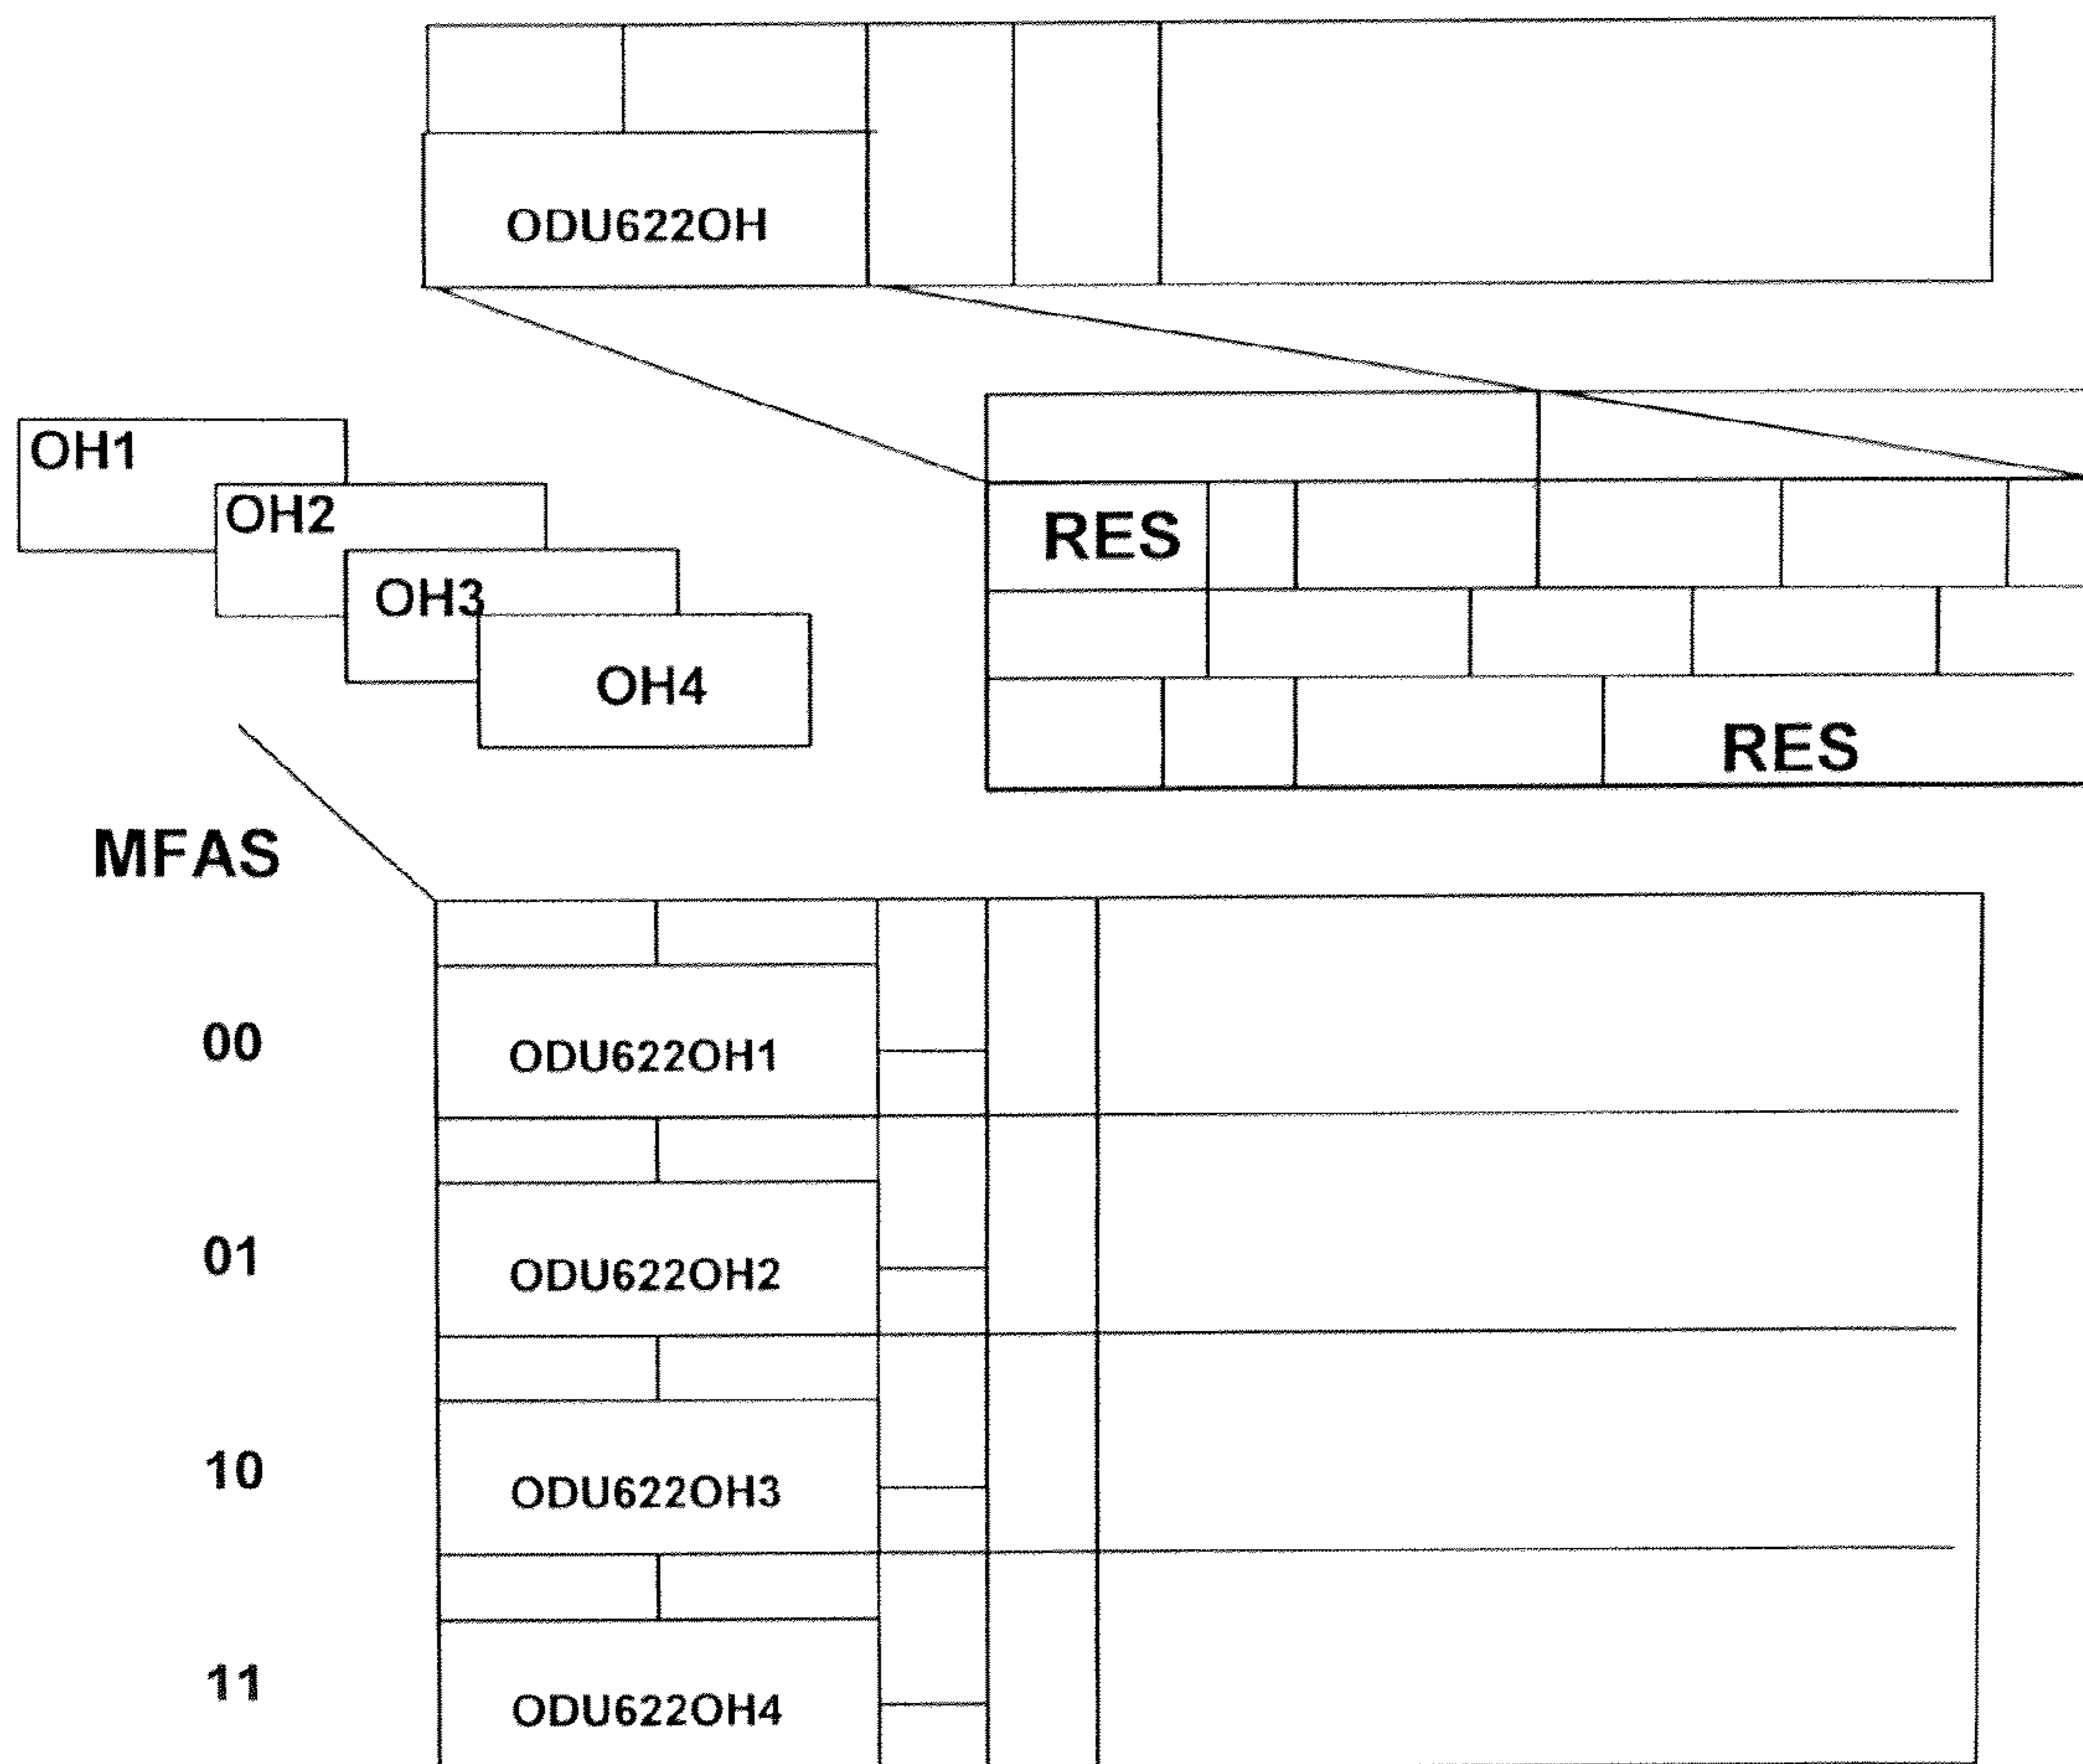 ODU622OH
OH1
OH2
OH3
OH4
RES
RES
MFAS
00
ODU622OH1
01
ODU622OH2
10
ODU622OH3
11
ODU622OH4